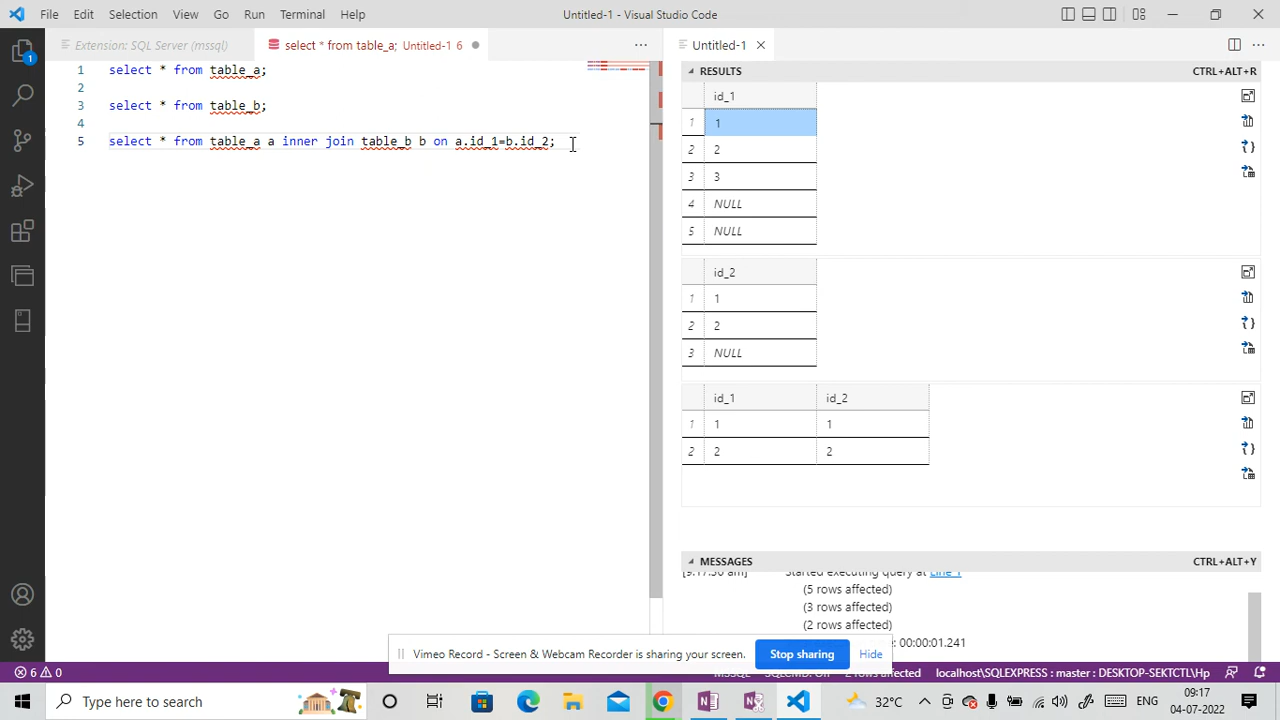 File Edit Selection View Go Run Terminal Help Untitled-1 - Visual Studio Code
Extension: SQL Server (mssql) select * from table_a; Untitled-1 6
Untitled-1
1 select * from table_a;
2
3 select * from table_b;
4
5 select * from table_a a inner join table_b b on a.id_1=b.id_2;
RESULTS CTRL+ALT+R
id_1
1 1
2 2
3 3
4 NULL
5 NULL
id_2
1 1
2 2
3 NULL
id_1 id_2
1 1 1
2 2 2
MESSAGES CTRL+ALT+Y
Started executing query at Line 1
(5 rows affected)
(3 rows affected)
(2 rows affected)
: 00:00:01.241
Vimeo Record - Screen & Webcam Recorder is sharing your screen. Stop sharing Hide
1
6 0
rows affected localhost\SQLEXPRESS : master : DESKTOP-SEKTCTL\Hp
Type here to search
32°C ENG 09:17
04-07-2022